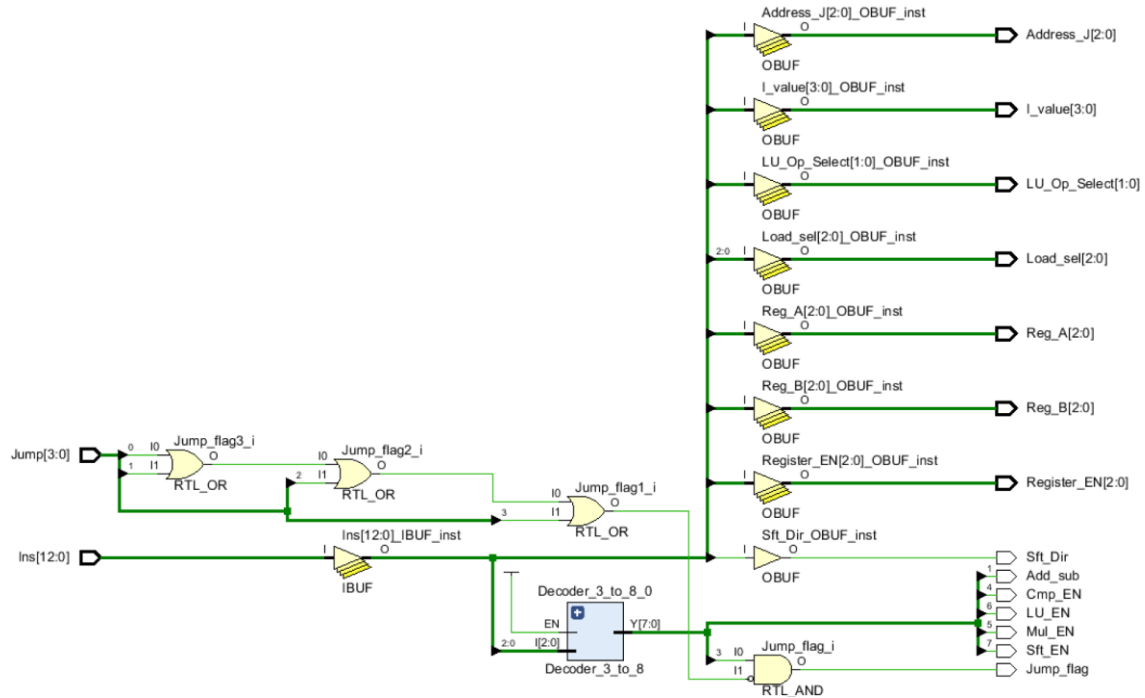 Address_J[2:0]_OBUF_inst
I
O
Address_J[2:0]
OBUF
I_value[3:0]_OBUF_inst
I
O
I_value[3:0]
OBUF
LU_Op_Select[1:0]_OBUF_inst
I
O
LU_Op_Select[1:0]
OBUF
Load_sel[2:0]_OBUF_inst
2:0
I
O
Load_sel[2:0]
OBUF
Reg_A[2:0]_OBUF_inst
I
O
Reg_A[2:0]
OBUF
Reg_B[2:0]_OBUF_inst
I
O
Reg_B[2:0]
OBUF
Register_EN[2:0]_OBUF_inst
I
O
Register_EN[2:0]
OBUF
Jump[3:0]
0
1
I0
I1
Jump_flag3_i
O
RTL_OR
2
I0
I1
Jump_flag2_i
O
RTL_OR
3
I0
I1
Jump_flag1_i
O
RTL_OR
Ins[12:0]
I
Ins[12:0]_IBUF_inst
O
IBUF
Sft_Dir_OBUF_inst
I
O
Sft_Dir
OBUF
Decoder_3_to_8_0
EN
2:0
I[2:0]
Y[7:0]
Decoder_3_to_8
1
Add_sub
4
Cmp_EN
6
LU_EN
5
Mul_EN
7
Sft_EN
3
I0
I1
Jump_flag_i
O
Jump_flag
RTL_AND